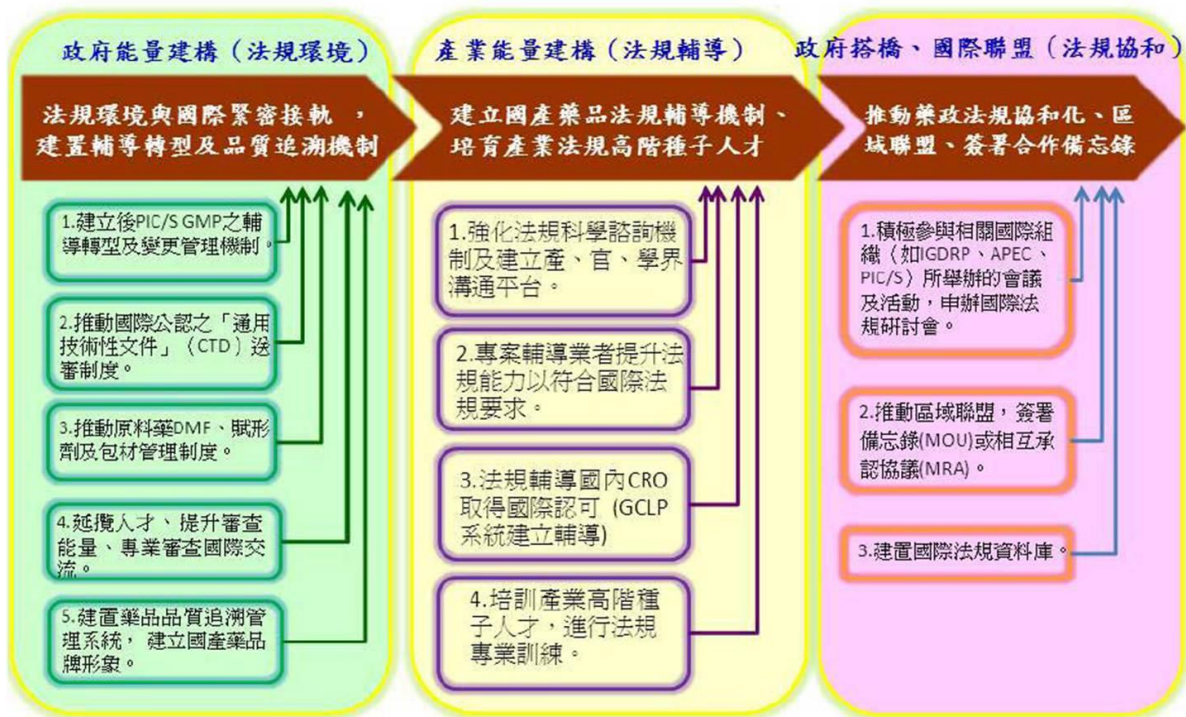 政府能量建構（法規環境）
法規環境與國際緊密接軌 ，
建置輔導轉型及品質追溯機制
1.建立後PIC/S GMP之輔
導轉型及變更管理機制。
2.推動國際公認之「通用
技術性文件」（CTD）送
審制度。
3.推動原料藥DMF、賦形
劑及包材管理制度。
4.延攬人才、提升審查
能量、專業審查國際交
流。
5.建置藥品品質追溯管
理系統， 建立國產藥品
牌形象。
產業能量建構（法規輔導）
建立國產藥品法規輔導機制、
培育產業法規高階種子人才
1.強化法規科學諮詢機
制及建立產、官、學界
溝通平台。
2.專案輔導業者提升法
規能力以符合國際法
規要求。
3.法規輔導國內CRO
取得國際認可 (GCLP
系統建立輔導)
4.培訓產業高階種
子人才，進行法規
專業訓練。
政府搭橋、國際聯盟（法規協和）
推動藥政法規協和化、區
域聯盟、簽署合作備忘錄
1.積極參與相關國際組
織（如IGDRP、APEC、
PIC/S）所舉辦的會議
及活動，申辦國際法
規研討會。
2.推動區域聯盟，簽署
備忘錄(MOU)或相互承
認協議(MRA)。
3.建置國際法規資料庫。